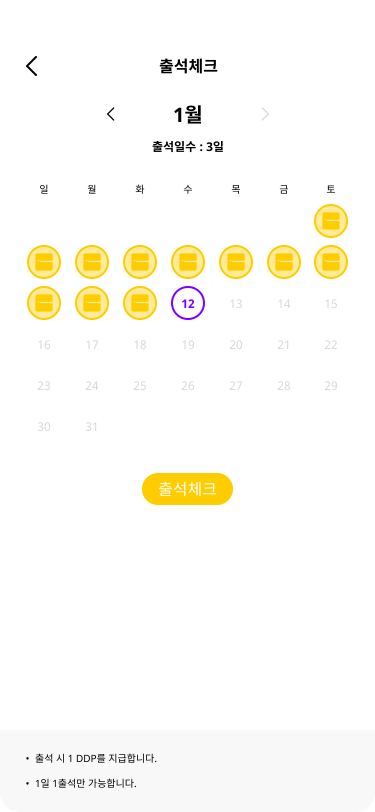 출석체크
1월
출석일수 : 3일
일 월 화 수 목 금 토
12 13 14 15
16 17 18 19 20 21 22
23 24 25 26 27 28 29
30 31
출석체크
• 출석 시 1 DDP를 지급합니다.
• 1일 1출석만 가능합니다.